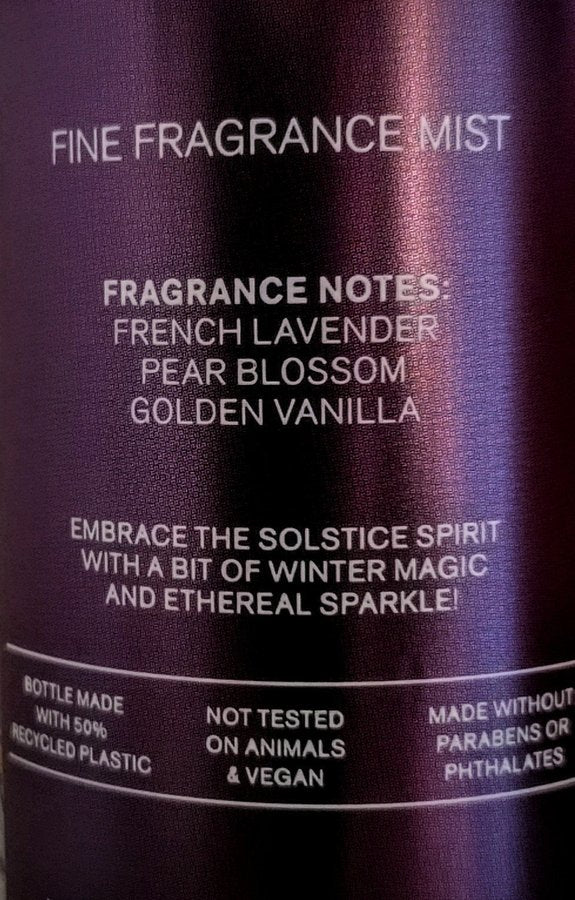 FINE FRAGRANCE MIST
FRAGRANCE NOTES:
FRENCH LAVENDER
PEAR BLOSSOM
GOLDEN VANILLA
EMBRACE THE SOLSTICE SPIRIT
WITH A BIT OF WINTER MAGIC
AND ETHEREAL SPARKLE!
BOTTLE MADE
WITH 50%
RECYCLED PLASTIC
NOT TESTED
ON ANIMALS
& VEGAN
MADE WITHOUT
PARABENS OR
PHTHALATES